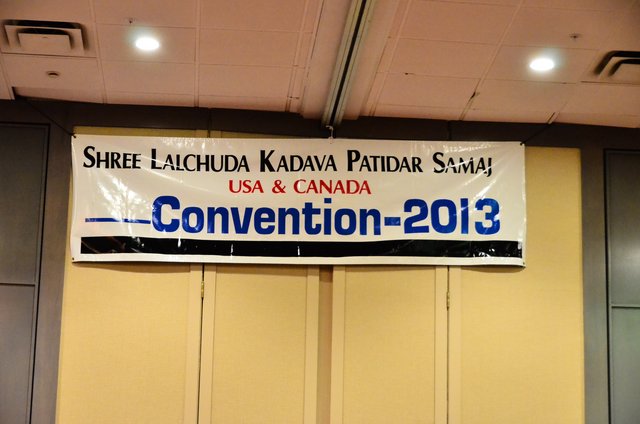 SHREE LALCHUDA KADAVA PATIDAR SAMAJ
USA & CANADA
Convention-2013